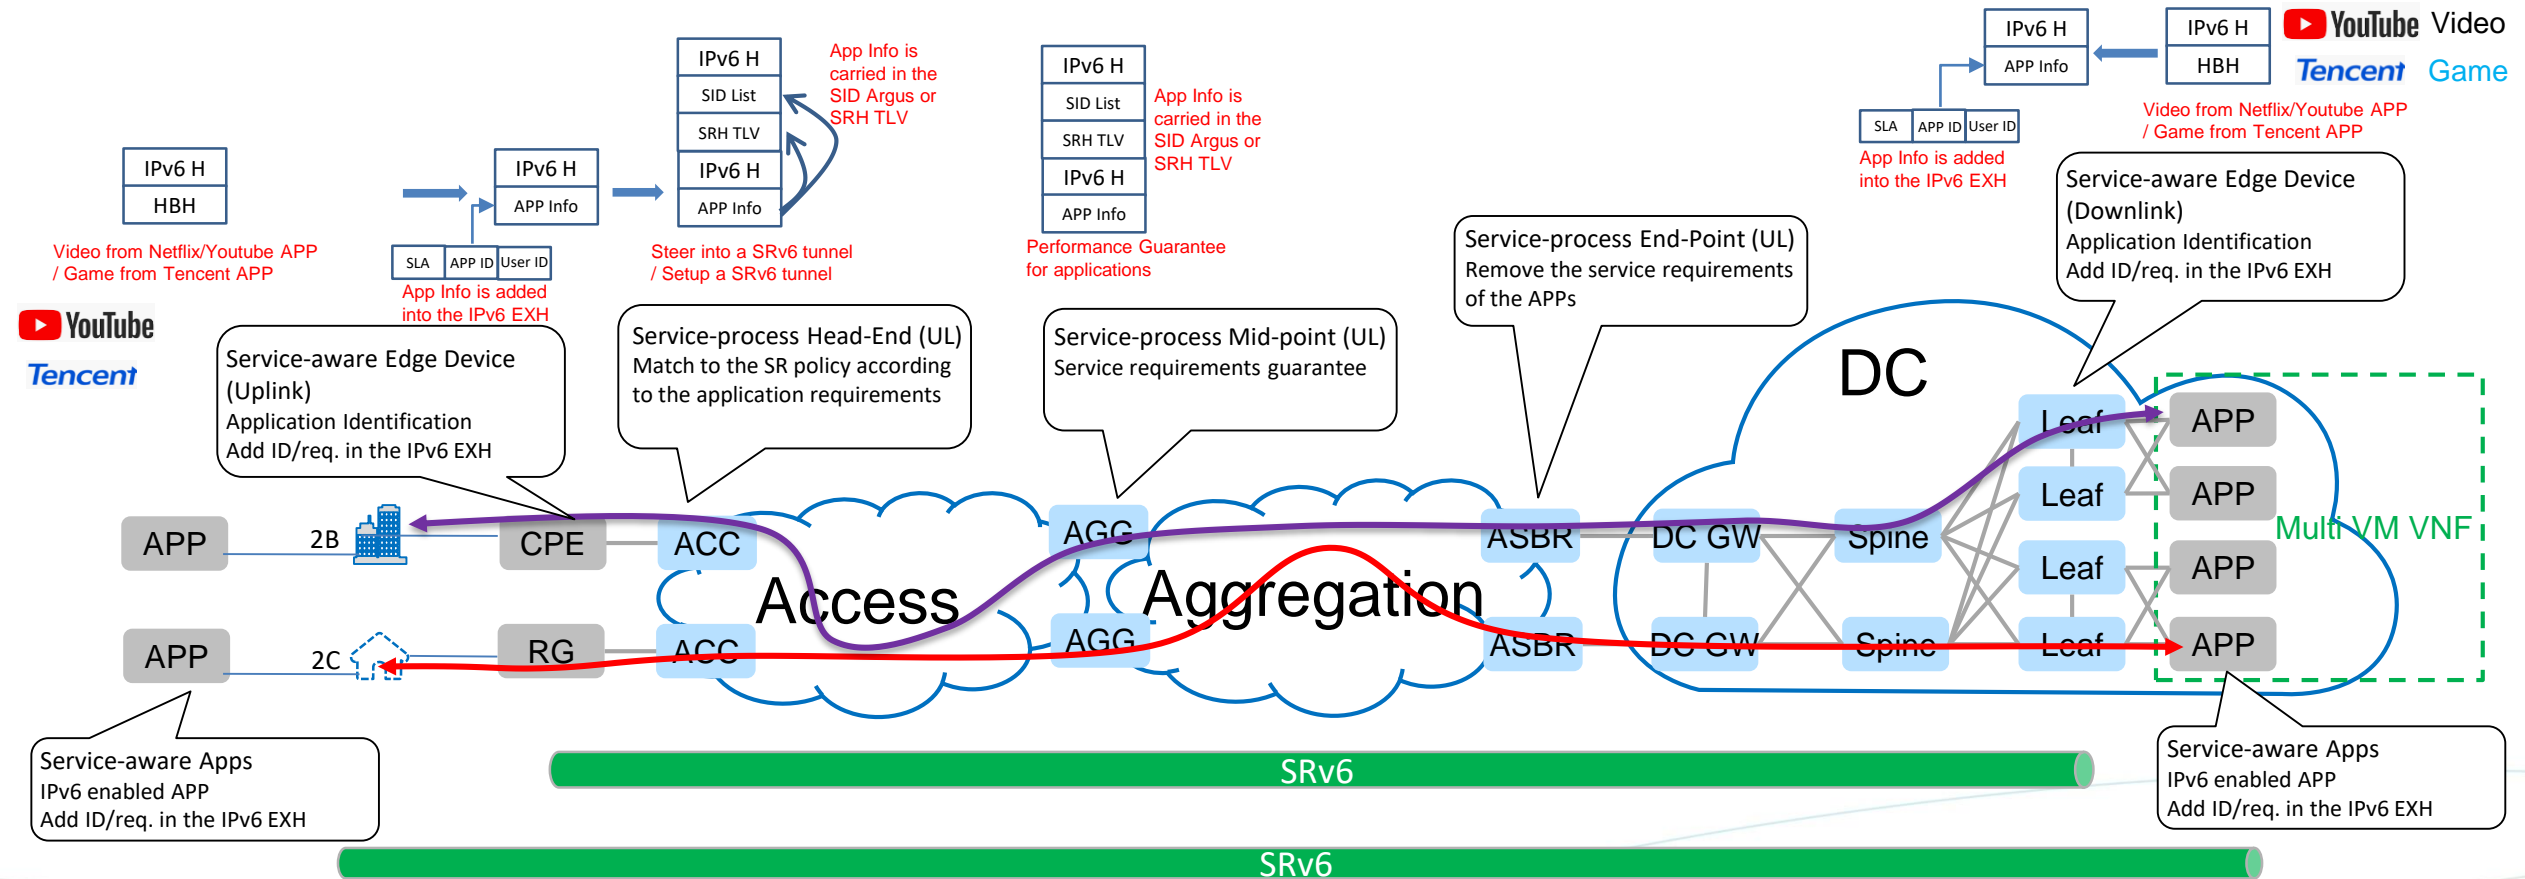 IPv6 H
HBH
Video from Netflix/Youtube APP
/ Game from Tencent APP
YouTube
Tencent
IPv6 H
APP Info
SLA
APP ID
User ID
App Info is added
into the IPv6 EXH
IPv6 H
SID List
SRH TLV
IPv6 H
APP Info
App Info is
carried in the
SID Argus or
SRH TLV
Steer into a SRv6 tunnel
/ Setup a SRv6 tunnel
IPv6 H
SID List
SRH TLV
IPv6 H
APP Info
App Info is
carried in the
SID Argus or
SRH TLV
Performance Guarantee
for applications
IPv6 H
APP Info
SLA
APP ID
User ID
App Info is added
into the IPv6 EXH
IPv6 H
HBH
Video from Netflix/Youtube APP
/ Game from Tencent APP
YouTube Video
Tencent Game
Service-aware Edge Device
(Uplink)
Application Identification
Add ID/req. in the IPv6 EXH
Service-process Head-End (UL)
Match to the SR policy according
to the application requirements
Service-process Mid-point (UL)
Service requirements guarantee
Service-process End-Point (UL)
Remove the service requirements
of the APPs
Service-aware Edge Device
(Downlink)
Application Identification
Add ID/req. in the IPv6 EXH
DC
APP
2B
CPE
ACC
AGG
ASBR
DC GW
Spine
Leaf
APP
Leaf
APP
Multi VM VNF
Leaf
APP
Access
Aggregation
APP
2C
RG
ACC
AGG
ASBR
DC GW
Spine
Leaf
APP
Service-aware Apps
IPv6 enabled APP
Add ID/req. in the IPv6 EXH
Service-aware Apps
IPv6 enabled APP
Add ID/req. in the IPv6 EXH
SRv6
SRv6